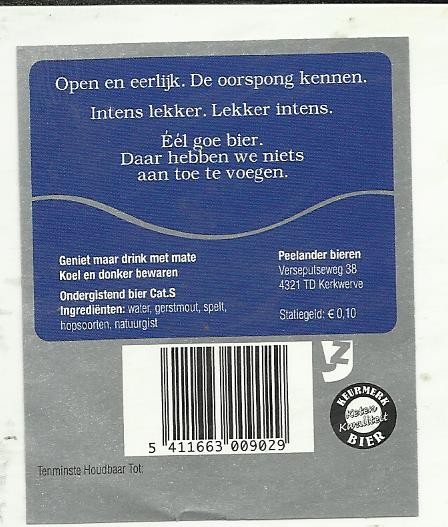 Open en eerlijk. De oorspong kennen.
Intens lekker. Lekker intens.
Éél goe bier.
Daar hebben we niets
aan toe te voegen.
Geniet maar drink met mate
Koel en donker bewaren
Ondergistend bier Cat.S
Ingrediënten: water, gerstmout, spelt,
hopsoorten, natuurgist
Peelander bieren
Verseputseweg 38
4321 TD Kerkwerve
Statiegeld: € 0,10
KEURMERK
Keten
Kwaliteit
BIER
5 411663 009029
Tenminste Houdbaar Tot: